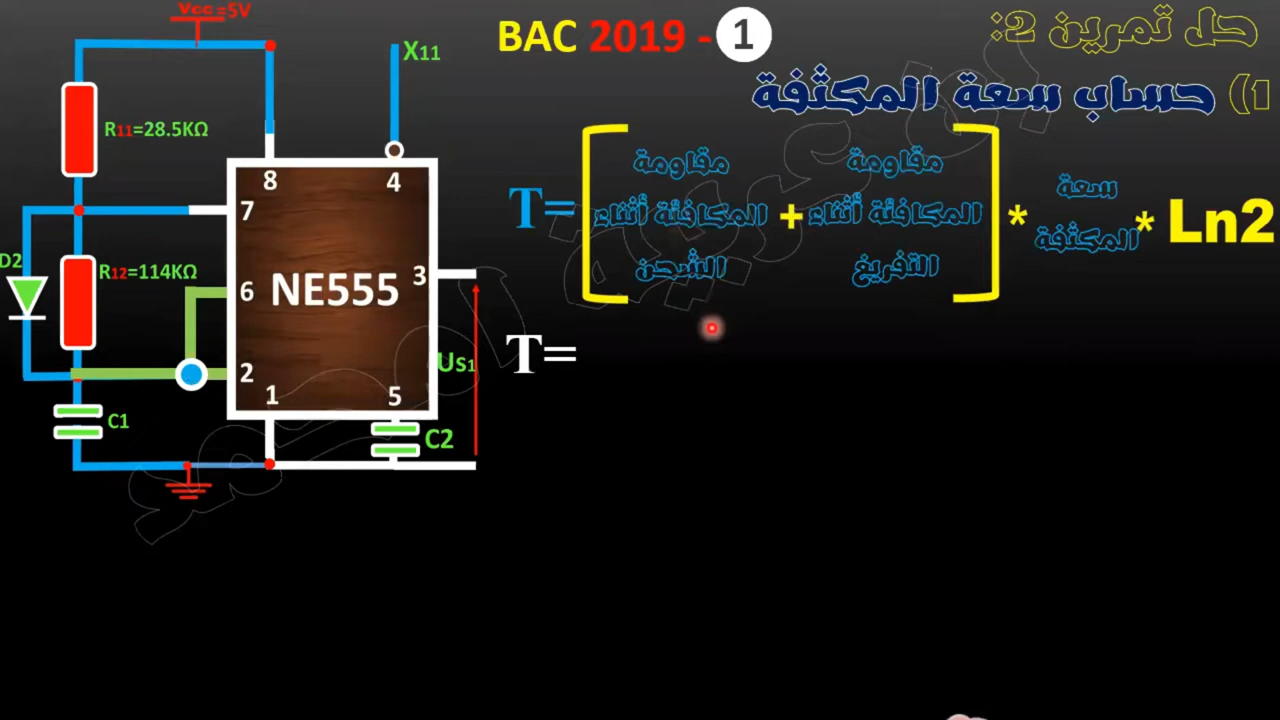 Vcc=5V
BAC 2019 - 1
حل تمرين 2:
1) حساب سعة المكثفة
X11
R11=28.5KΩ
8
4
7
D2
R12=114KΩ
6
NE555
3
2
Us1
1
5
C1
C2
T= [مقاومة المكافئة أثناء الشحن + مقاومة المكافئة أثناء التفريغ] * سعة المكثفة * Ln2
T=